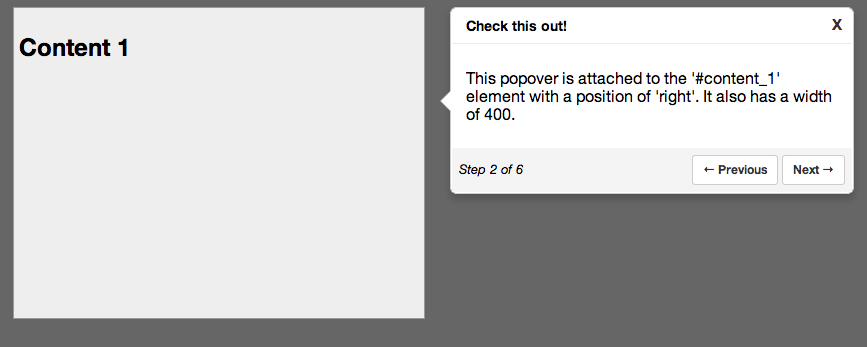 Content 1
Check this out!
X
This popover is attached to the '#content_1'
element with a position of 'right'. It also has a width
of 400.
Step 2 of 6
← Previous
Next →